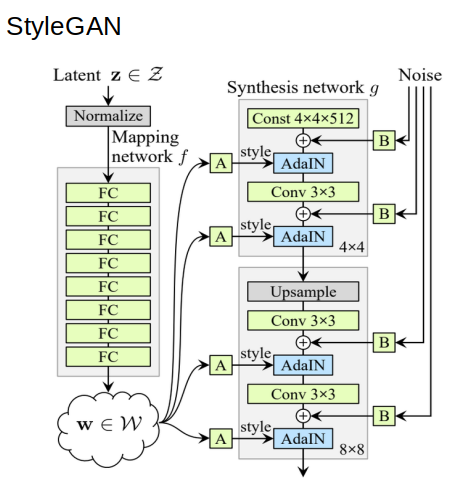 StyleGAN
Latent z ∈ 𝒵
Normalize
Mapping
network f
FC
FC
FC
FC
FC
FC
FC
FC
w ∈ 𝒲
Synthesis network g
Noise
Const 4×4×512
B
A
style
AdaIN
Conv 3×3
B
A
style
AdaIN
4×4
Upsample
Conv 3×3
B
A
style
AdaIN
Conv 3×3
B
A
style
AdaIN
8×8